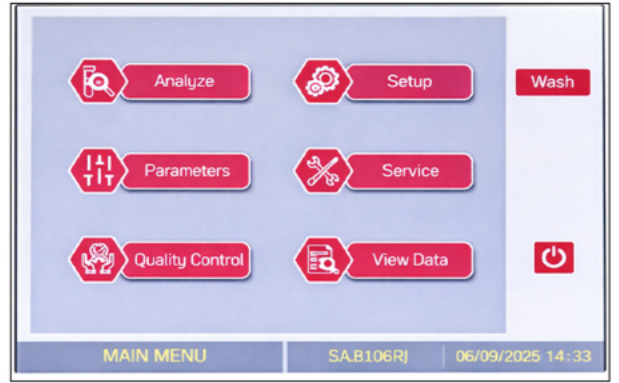 Analyze
Setup
Wash
Parameters
Service
Quality Control
View Data
MAIN MENU
SA.B106RJ
06/09/2025 14:33